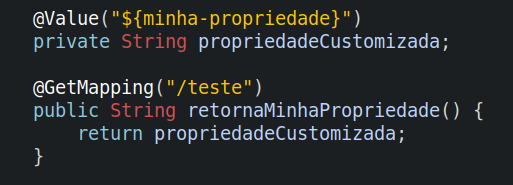 @Value("${minha-propriedade}")
private String propriedadeCustomizada;
@GetMapping("/teste")
public String retornaMinhaPropriedade() {
return propriedadeCustomizada;
}